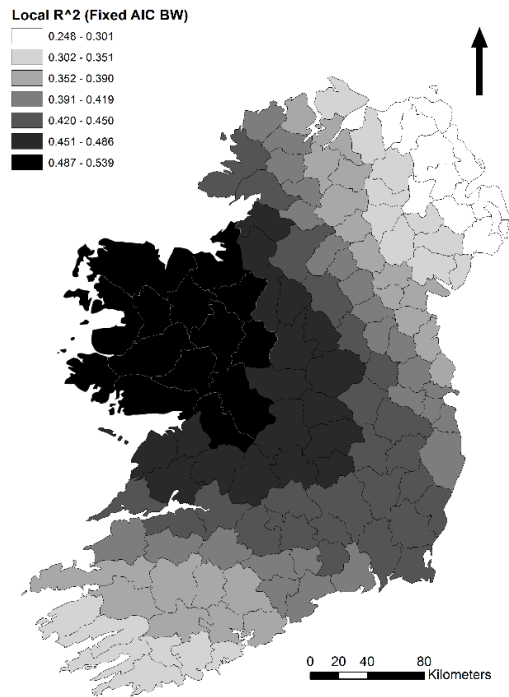 Local R^2 (Fixed AIC BW)
0.248 - 0.301
0.302 - 0.351
0.352 - 0.390
0.391 - 0.419
0.420 - 0.450
0.451 - 0.486
0.487 - 0.539
0 20 40 80
Kilometers